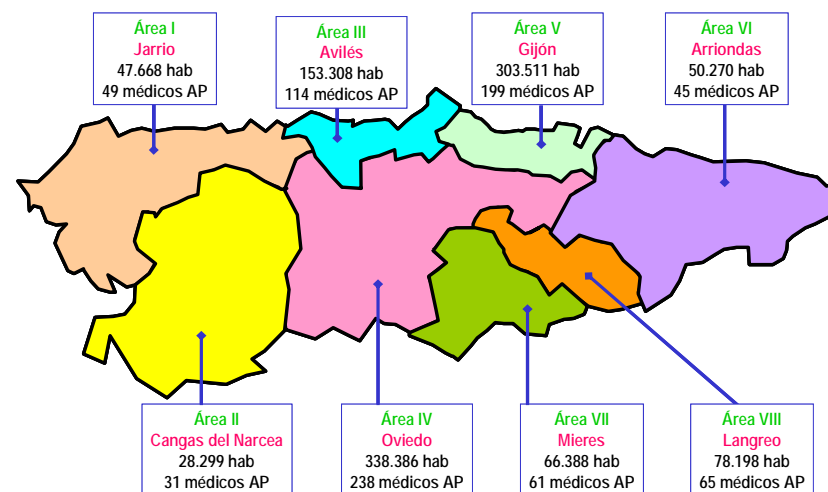 Área I
Jarrio
47.668 hab
49 médicos AP
Área III
Avilés
153.308 hab
114 médicos AP
Área V
Gijón
303.511 hab
199 médicos AP
Área VI
Arriondas
50.270 hab
45 médicos AP
Área II
Cangas del Narcea
28.299 hab
31 médicos AP
Área IV
Oviedo
338.386 hab
238 médicos AP
Área VII
Mieres
66.388 hab
61 médicos AP
Área VIII
Langreo
78.198 hab
65 médicos AP